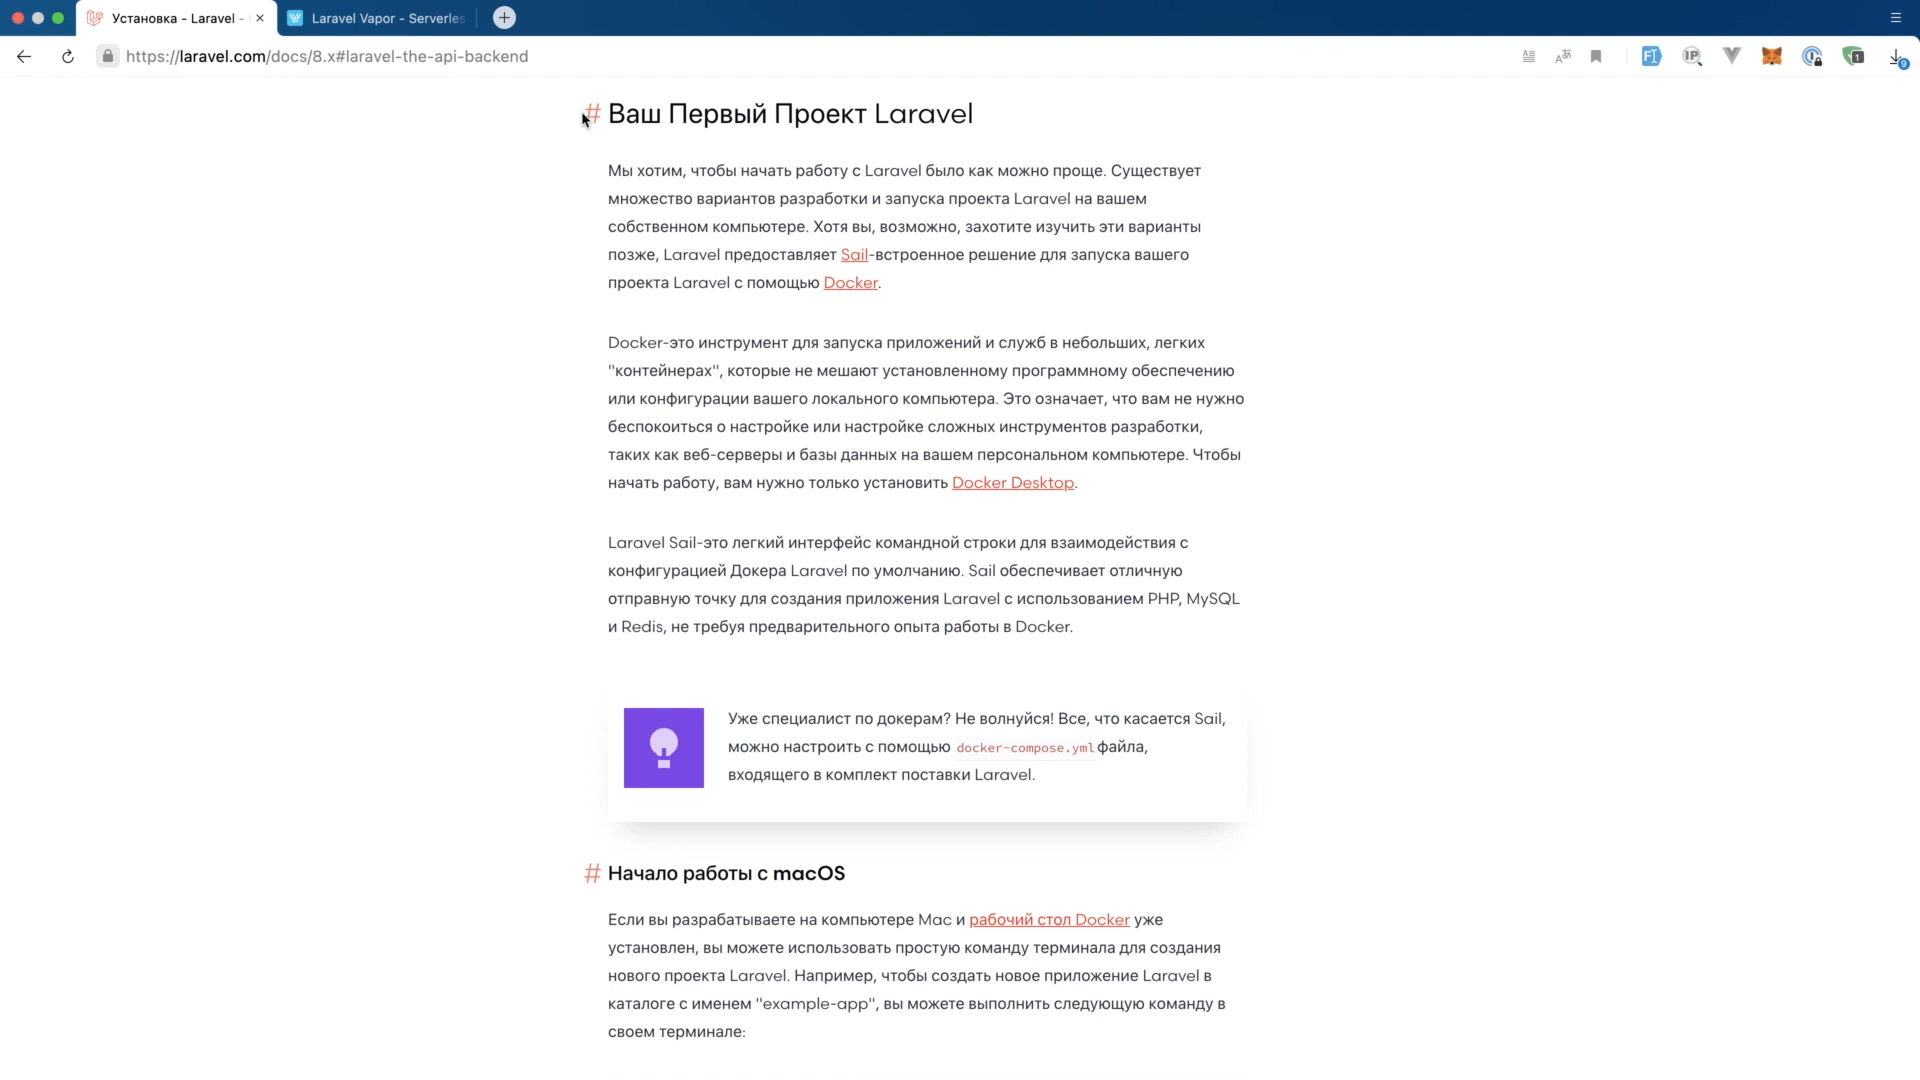 Установка - Laravel -
Laravel Vapor - Serverles
https://laravel.com/docs/8.x#laravel-the-api-backend
IP
1
9
# Ваш Первый Проект Laravel
Мы хотим, чтобы начать работу с Laravel было как можно проще. Существует
множество вариантов разработки и запуска проекта Laravel на вашем
собственном компьютере. Хотя вы, возможно, захотите изучить эти варианты
позже, Laravel предоставляет Sail-встроенное решение для запуска вашего
проекта Laravel с помощью Docker.
Docker-это инструмент для запуска приложений и служб в небольших, легких
"контейнерах", которые не мешают установленному программному обеспечению
или конфигурации вашего локального компьютера. Это означает, что вам не нужно
беспокоиться о настройке или настройке сложных инструментов разработки,
таких как веб-серверы и базы данных на вашем персональном компьютере. Чтобы
начать работу, вам нужно только установить Docker Desktop.
Laravel Sail-это легкий интерфейс командной строки для взаимодействия с
конфигурацией Докера Laravel по умолчанию. Sail обеспечивает отличную
отправную точку для создания приложения Laravel с использованием PHP, MySQL
и Redis, не требуя предварительного опыта работы в Docker.
Уже специалист по докерам? Не волнуйся! Все, что касается Sail,
можно настроить с помощью docker-compose.yml файла,
входящего в комплект поставки Laravel.
# Начало работы с macOS
Если вы разрабатываете на компьютере Mac и рабочий стол Docker уже
установлен, вы можете использовать простую команду терминала для создания
нового проекта Laravel. Например, чтобы создать новое приложение Laravel в
каталоге с именем "example-app", вы можете выполнить следующую команду в
своем терминале: